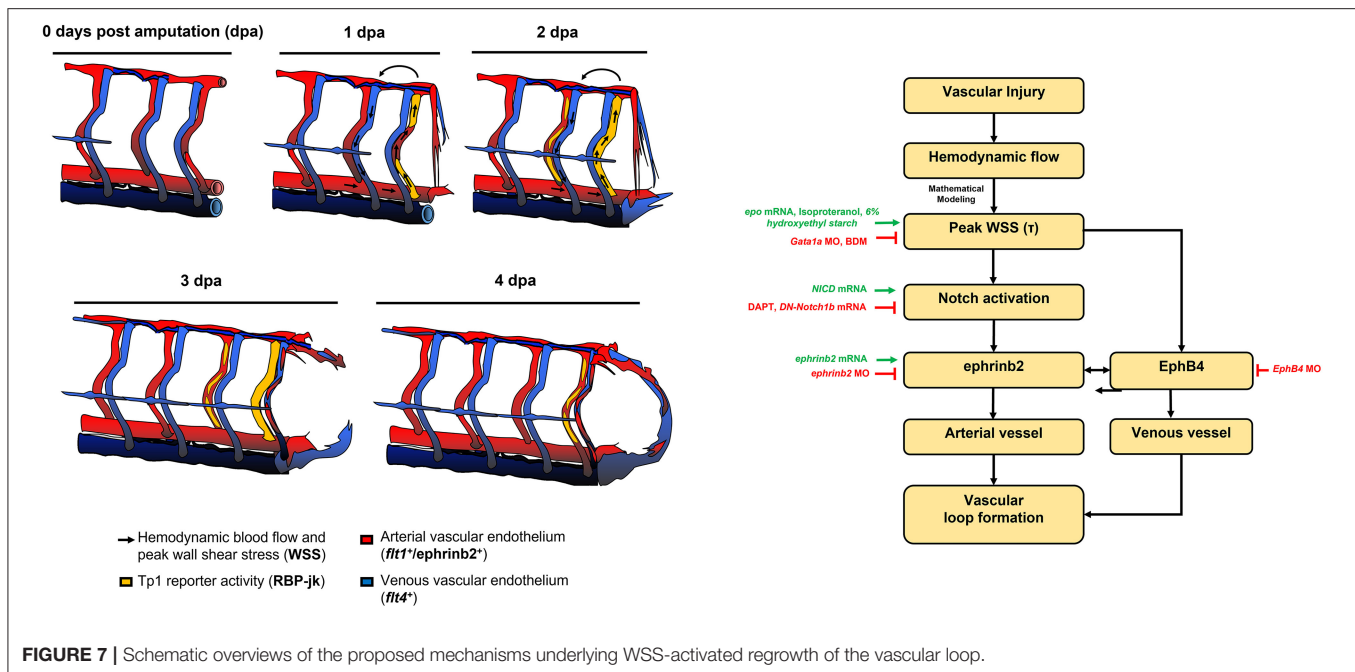 0 days post amputation (dpa)
1 dpa
2 dpa
3 dpa
4 dpa
Hemodynamic blood flow and
peak wall shear stress (WSS)
Tp1 reporter activity (RBP-jk)
Arterial vascular endothelium
(flt1+/ephrinb2+)
Venous vascular endothelium
(flt4+)
Vascular Injury
Hemodynamic flow
Mathematical
Modeling
epo mRNA, Isoproteranol, 6%
hydroxyethyl starch
Gata1a MO, BDM
Peak WSS (τ)
NICD mRNA
DAPT, DN-Notch1b mRNA
Notch activation
ephrinb2 mRNA
ephrinb2 MO
ephrinb2
EphB4
EphB4 MO
Arterial vessel
Venous vessel
Vascular
loop formation
FIGURE 7 | Schematic overviews of the proposed mechanisms underlying WSS-activated regrowth of the vascular loop.